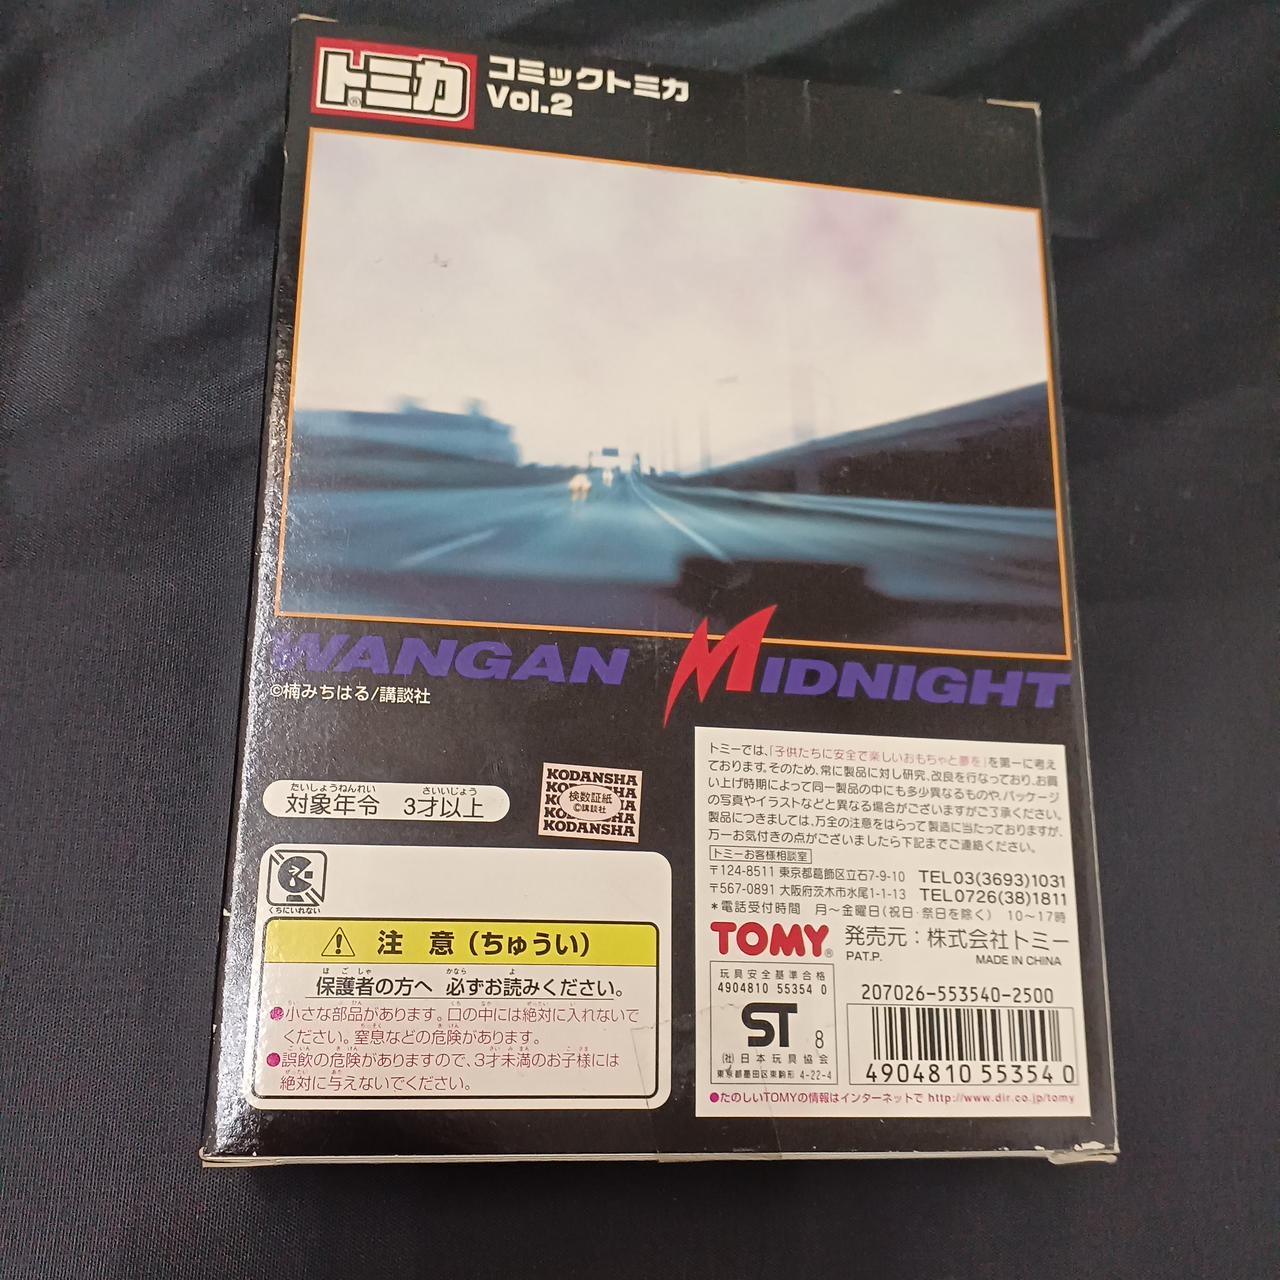 トミカ
コミックトミカ
Vol.2
WANGAN MIDNIGHT
©楠みちはる/講談社
たいしょうねんれい さいいじょう
対象年令 3才以上
KODANSHA
検数証紙
©講談社
KODANSHA
くちにいれない
注 意 (ちゅうい)
ほごしゃ かなら よ
保護者の方へ 必ずお読みください。
●小さな部品があります。口の中には絶対に入れないで
ください。窒息などの危険があります。
●誤飲の危険がありますので、3才未満のお子様には
絶対に与えないでください。
トミーでは、「子供たちに安全で楽しいおもちゃと夢を」を第一に考え
ております。そのため、常に製品に対し研究、改良を行なっており、お買
い上げ時期によって同一製品の中にも多少異なるものや、パッケージ
の写真やイラストなどと異なる場合がございますがご了承ください。
製品につきましては、万全の注意をはらって製造に当たっておりますが、
万一お気付きの点がございましたら下記までご連絡ください。
トミーお客様相談室
〒124-8511 東京都葛飾区立石7-9-10 TEL03(3693)1031
〒567-0891 大阪府茨木市水尾1-1-13 TEL0726(38)1811
＊電話受付時間 月〜金曜日(祝日・祭日を除く) 10〜17時
TOMY® 発売元：株式会社トミー
PAT.P. MADE IN CHINA
玩具安全基準合格
4904810 55354 0
ST 8
(社)日本玩具協会
東京都墨田区東駒形 4-22-4
207026-553540-2500
4904810 553540
●たのしいTOMYの情報はインターネットで http://www.dir.co.jp/tomy